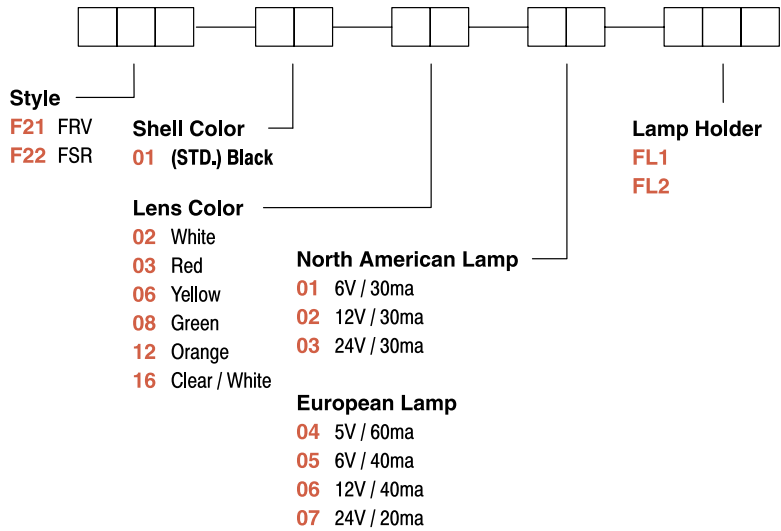 Style
F21 FRV
F22 FSR
Shell Color
01 (STD.) Black
Lens Color
02 White
03 Red
06 Yellow
08 Green
12 Orange
16 Clear / White
North American Lamp
01 6V / 30ma
02 12V / 30ma
03 24V / 30ma
European Lamp
04 5V / 60ma
05 6V / 40ma
06 12V / 40ma
07 24V / 20ma
Lamp Holder
FL1
FL2